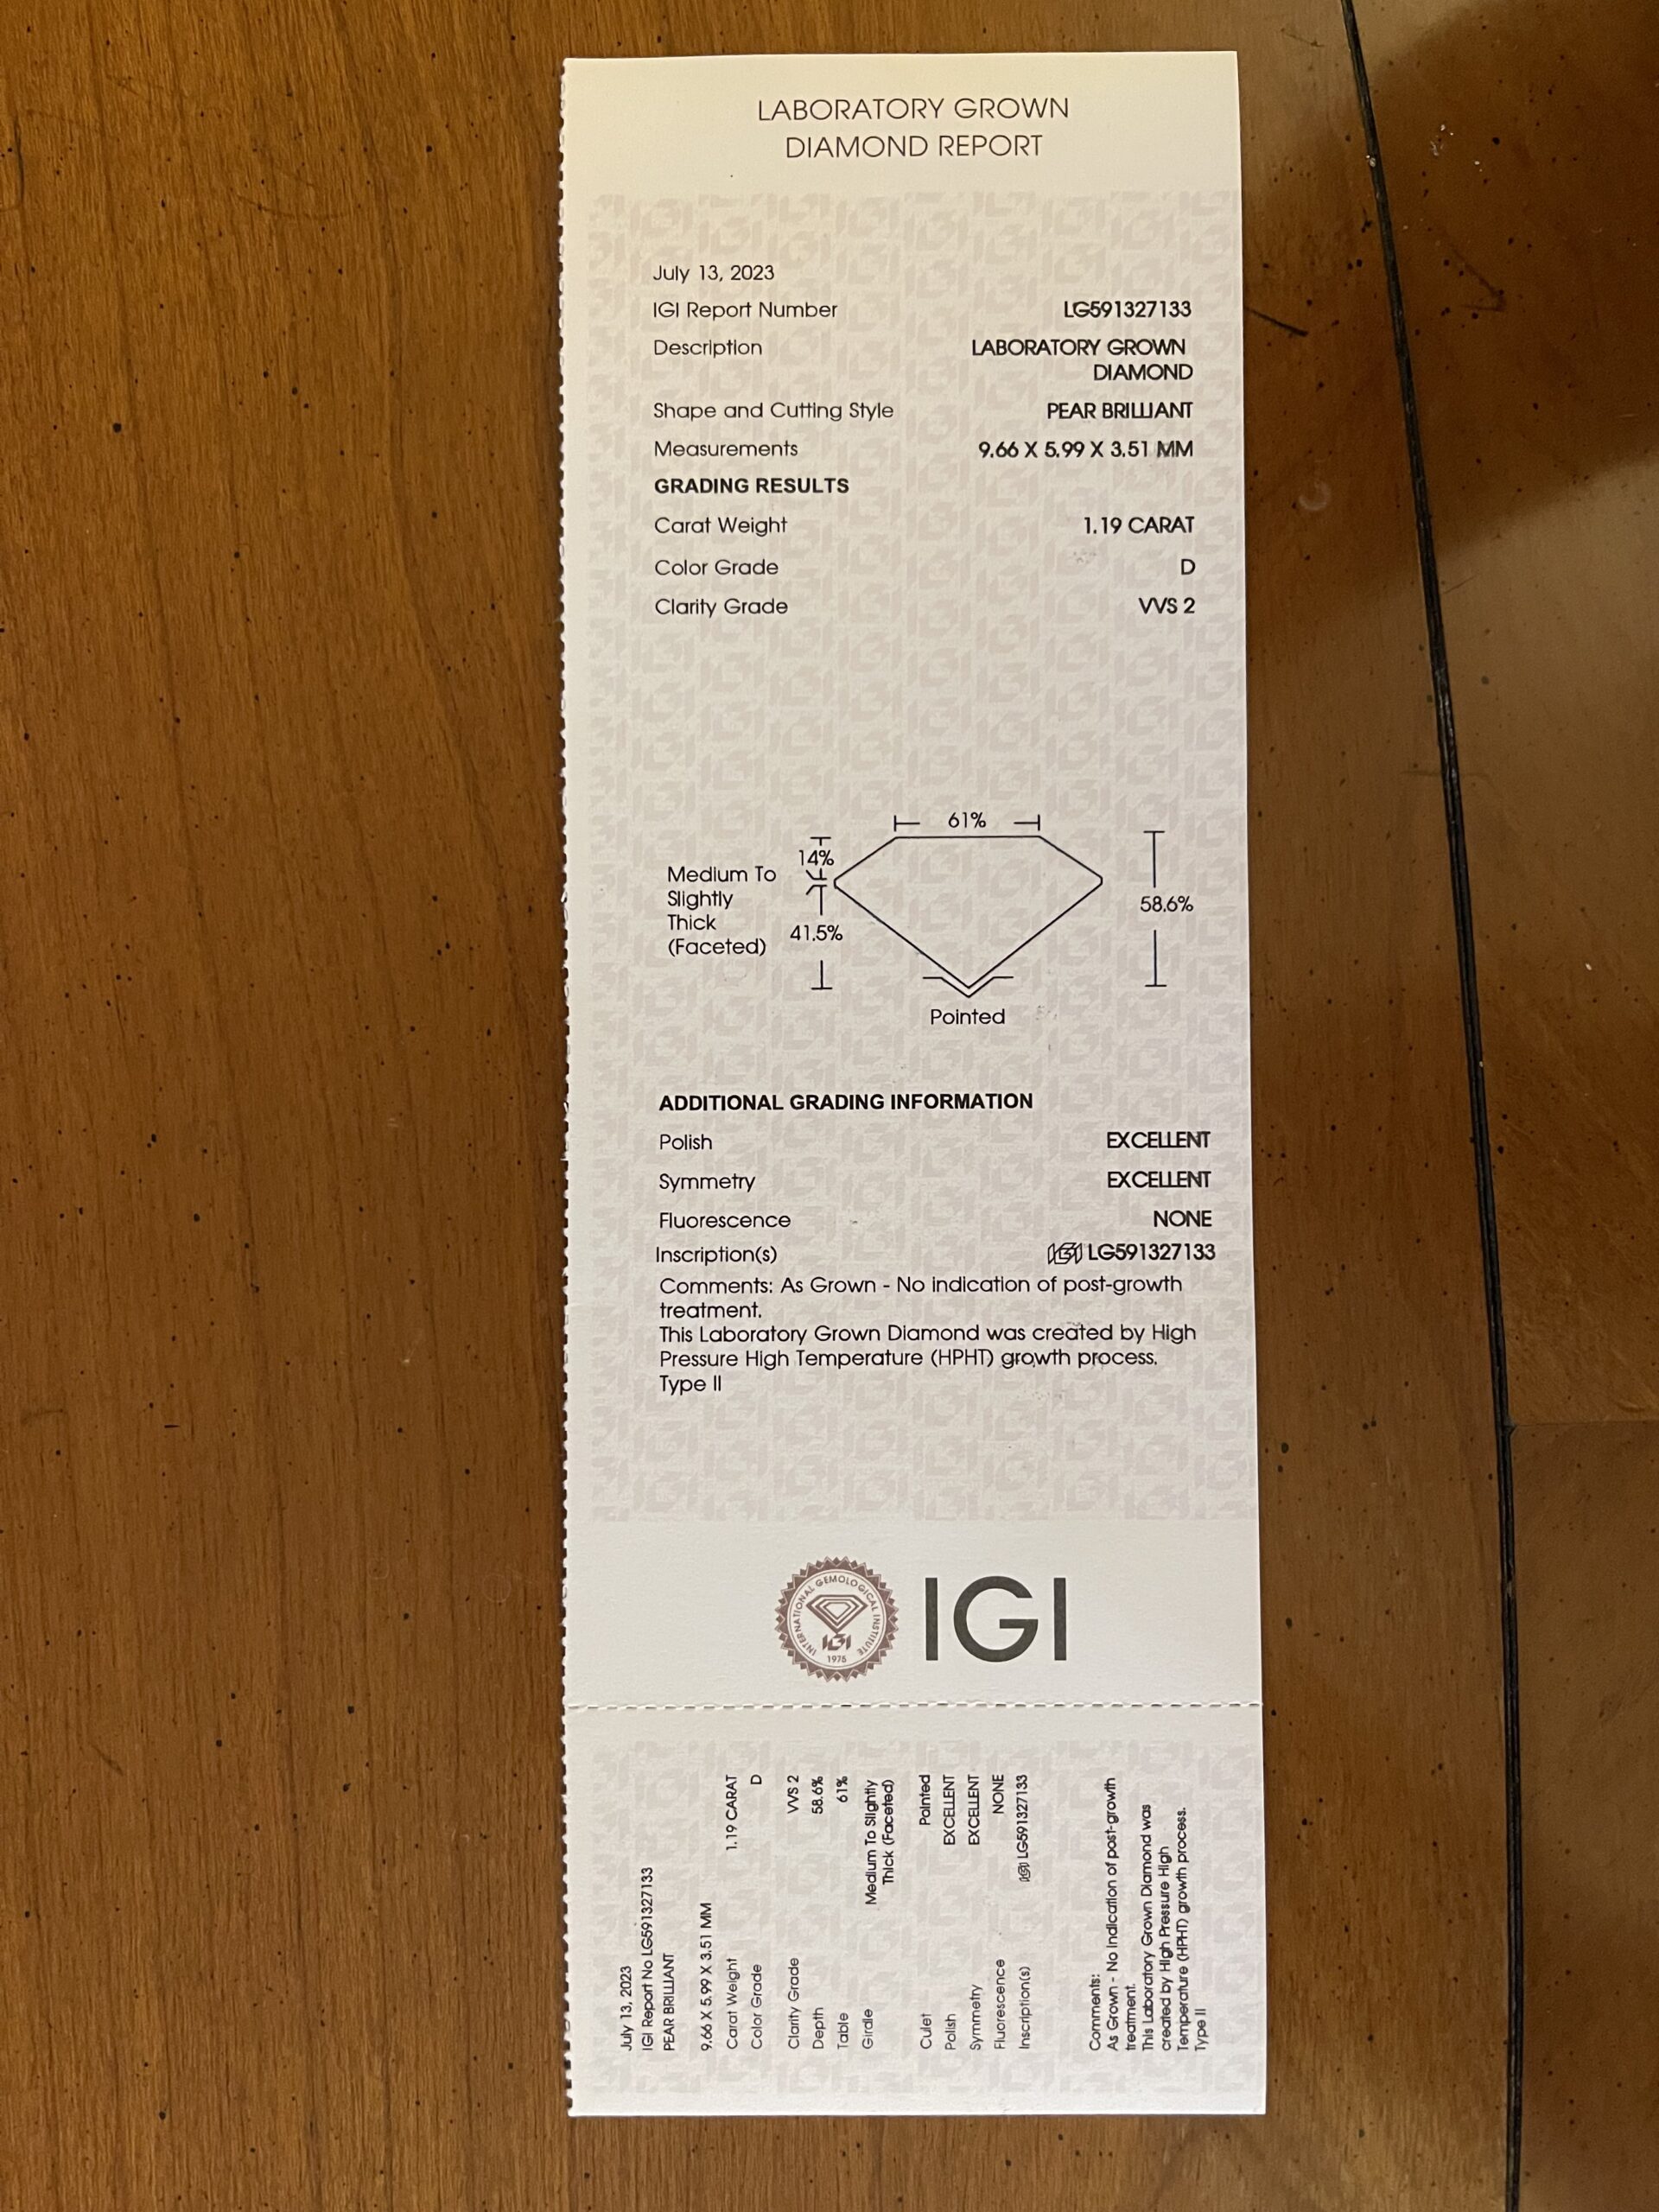 LABORATORY GROWN
DIAMOND REPORT
July 13, 2023
IGI Report Number LG591327133
Description LABORATORY GROWN
DIAMOND
Shape and Cutting Style PEAR BRILLIANT
Measurements 9.66 X 5.99 X 3.51 MM
GRADING RESULTS
Carat Weight 1.19 CARAT
Color Grade D
Clarity Grade VVS 2
61%
14%
Medium To
Slightly
Thick
(Faceted)
41.5%
58.6%
Pointed
ADDITIONAL GRADING INFORMATION
Polish EXCELLENT
Symmetry EXCELLENT
Fluorescence NONE
Inscription(s) IGI LG591327133
Comments: As Grown - No indication of post-growth
treatment.
This Laboratory Grown Diamond was created by High
Pressure High Temperature (HPHT) growth process.
Type II
INTERNATIONAL GEMOLOGICAL INSTITUTE
IGI
1975
IGI
July 13, 2023
IGI Report No LG591327133
PEAR BRILLIANT
9.66 X 5.99 X 3.51 MM
Carat Weight 1.19 CARAT
Color Grade D
Clarity Grade VVS 2
Depth 58.6%
Table 61%
Girdle Medium To Slightly
Thick (Faceted)
Culet Pointed
Polish EXCELLENT
Symmetry EXCELLENT
Fluorescence NONE
Inscription(s) IGI LG591327133
Comments:
As Grown - No indication of post-growth
treatment.
This Laboratory Grown Diamond was
created by High Pressure High
Temperature (HPHT) growth process.
Type II